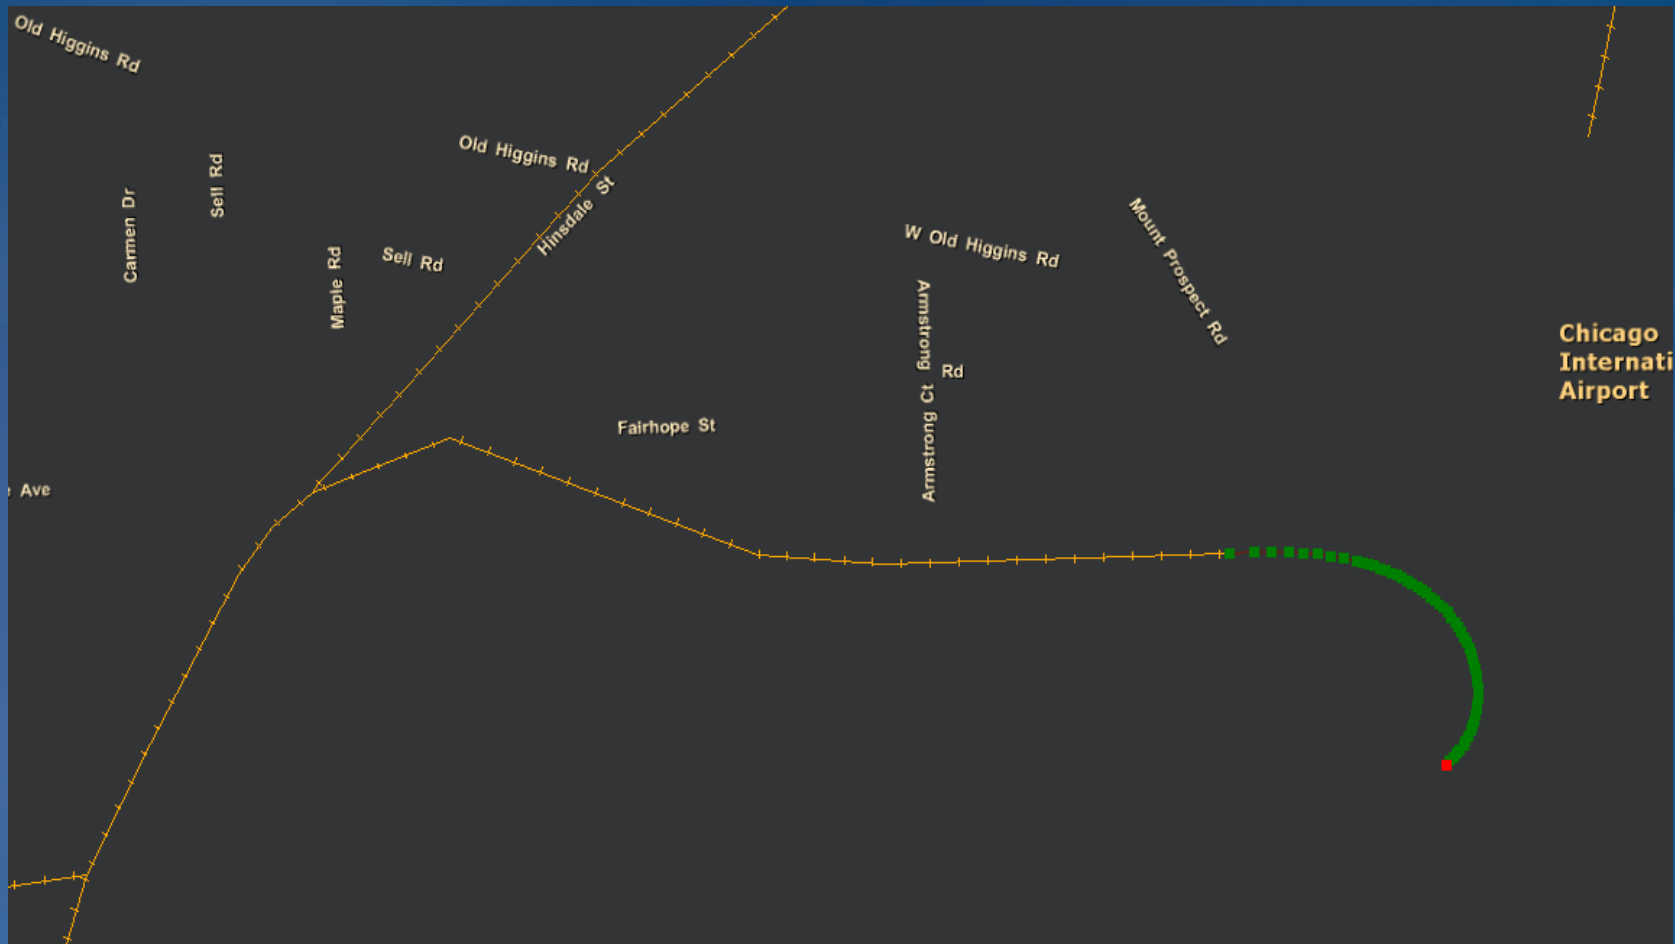 Old Higgins Rd
Old Higgins Rd
Sell Rd
Carmen Dr
Hinsdale St
Mount Prospect Rd
W Old Higgins Rd
Maple Rd
Sell Rd
Armstrong Ct
Rd
Chicago
Internati
Airport
Fairhope St
Armstrong Ct
Ave